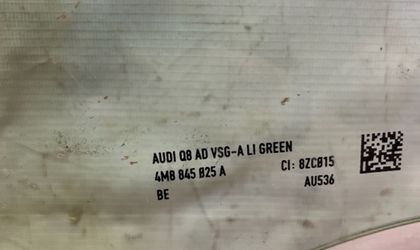 AUDI Q8 AD VSG-A LI GREEN
4M8 845 025 A CI: 8ZC015
BE AU536